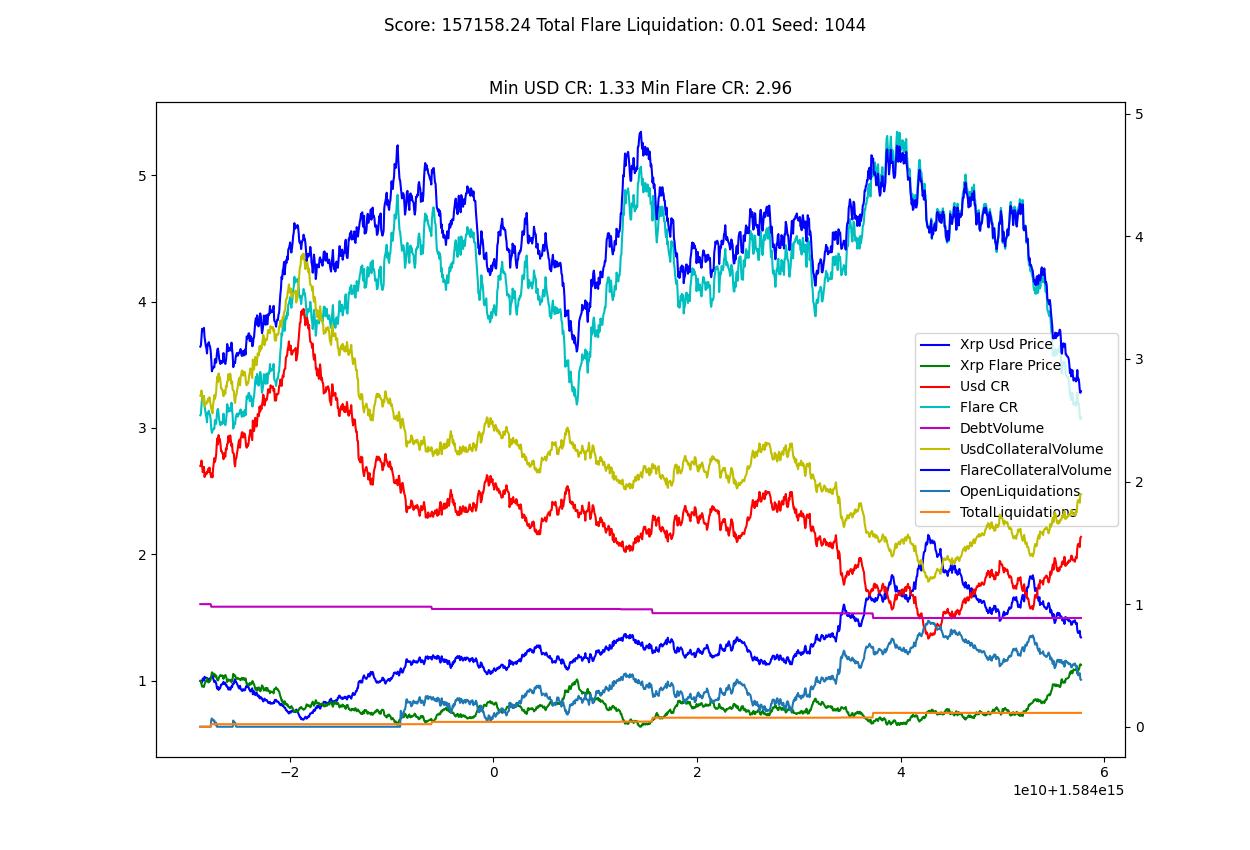 Score: 157158.24 Total Flare Liquidation: 0.01 Seed: 1044
Min USD CR: 1.33 Min Flare CR: 2.96
5
4
3
2
1
5
4
3
2
1
0
Xrp Usd Price
Xrp Flare Price
Usd CR
Flare CR
DebtVolume
UsdCollateralVolume
FlareCollateralVolume
OpenLiquidations
TotalLiquidations
−2
0
2
4
6
1e10+1.584e15